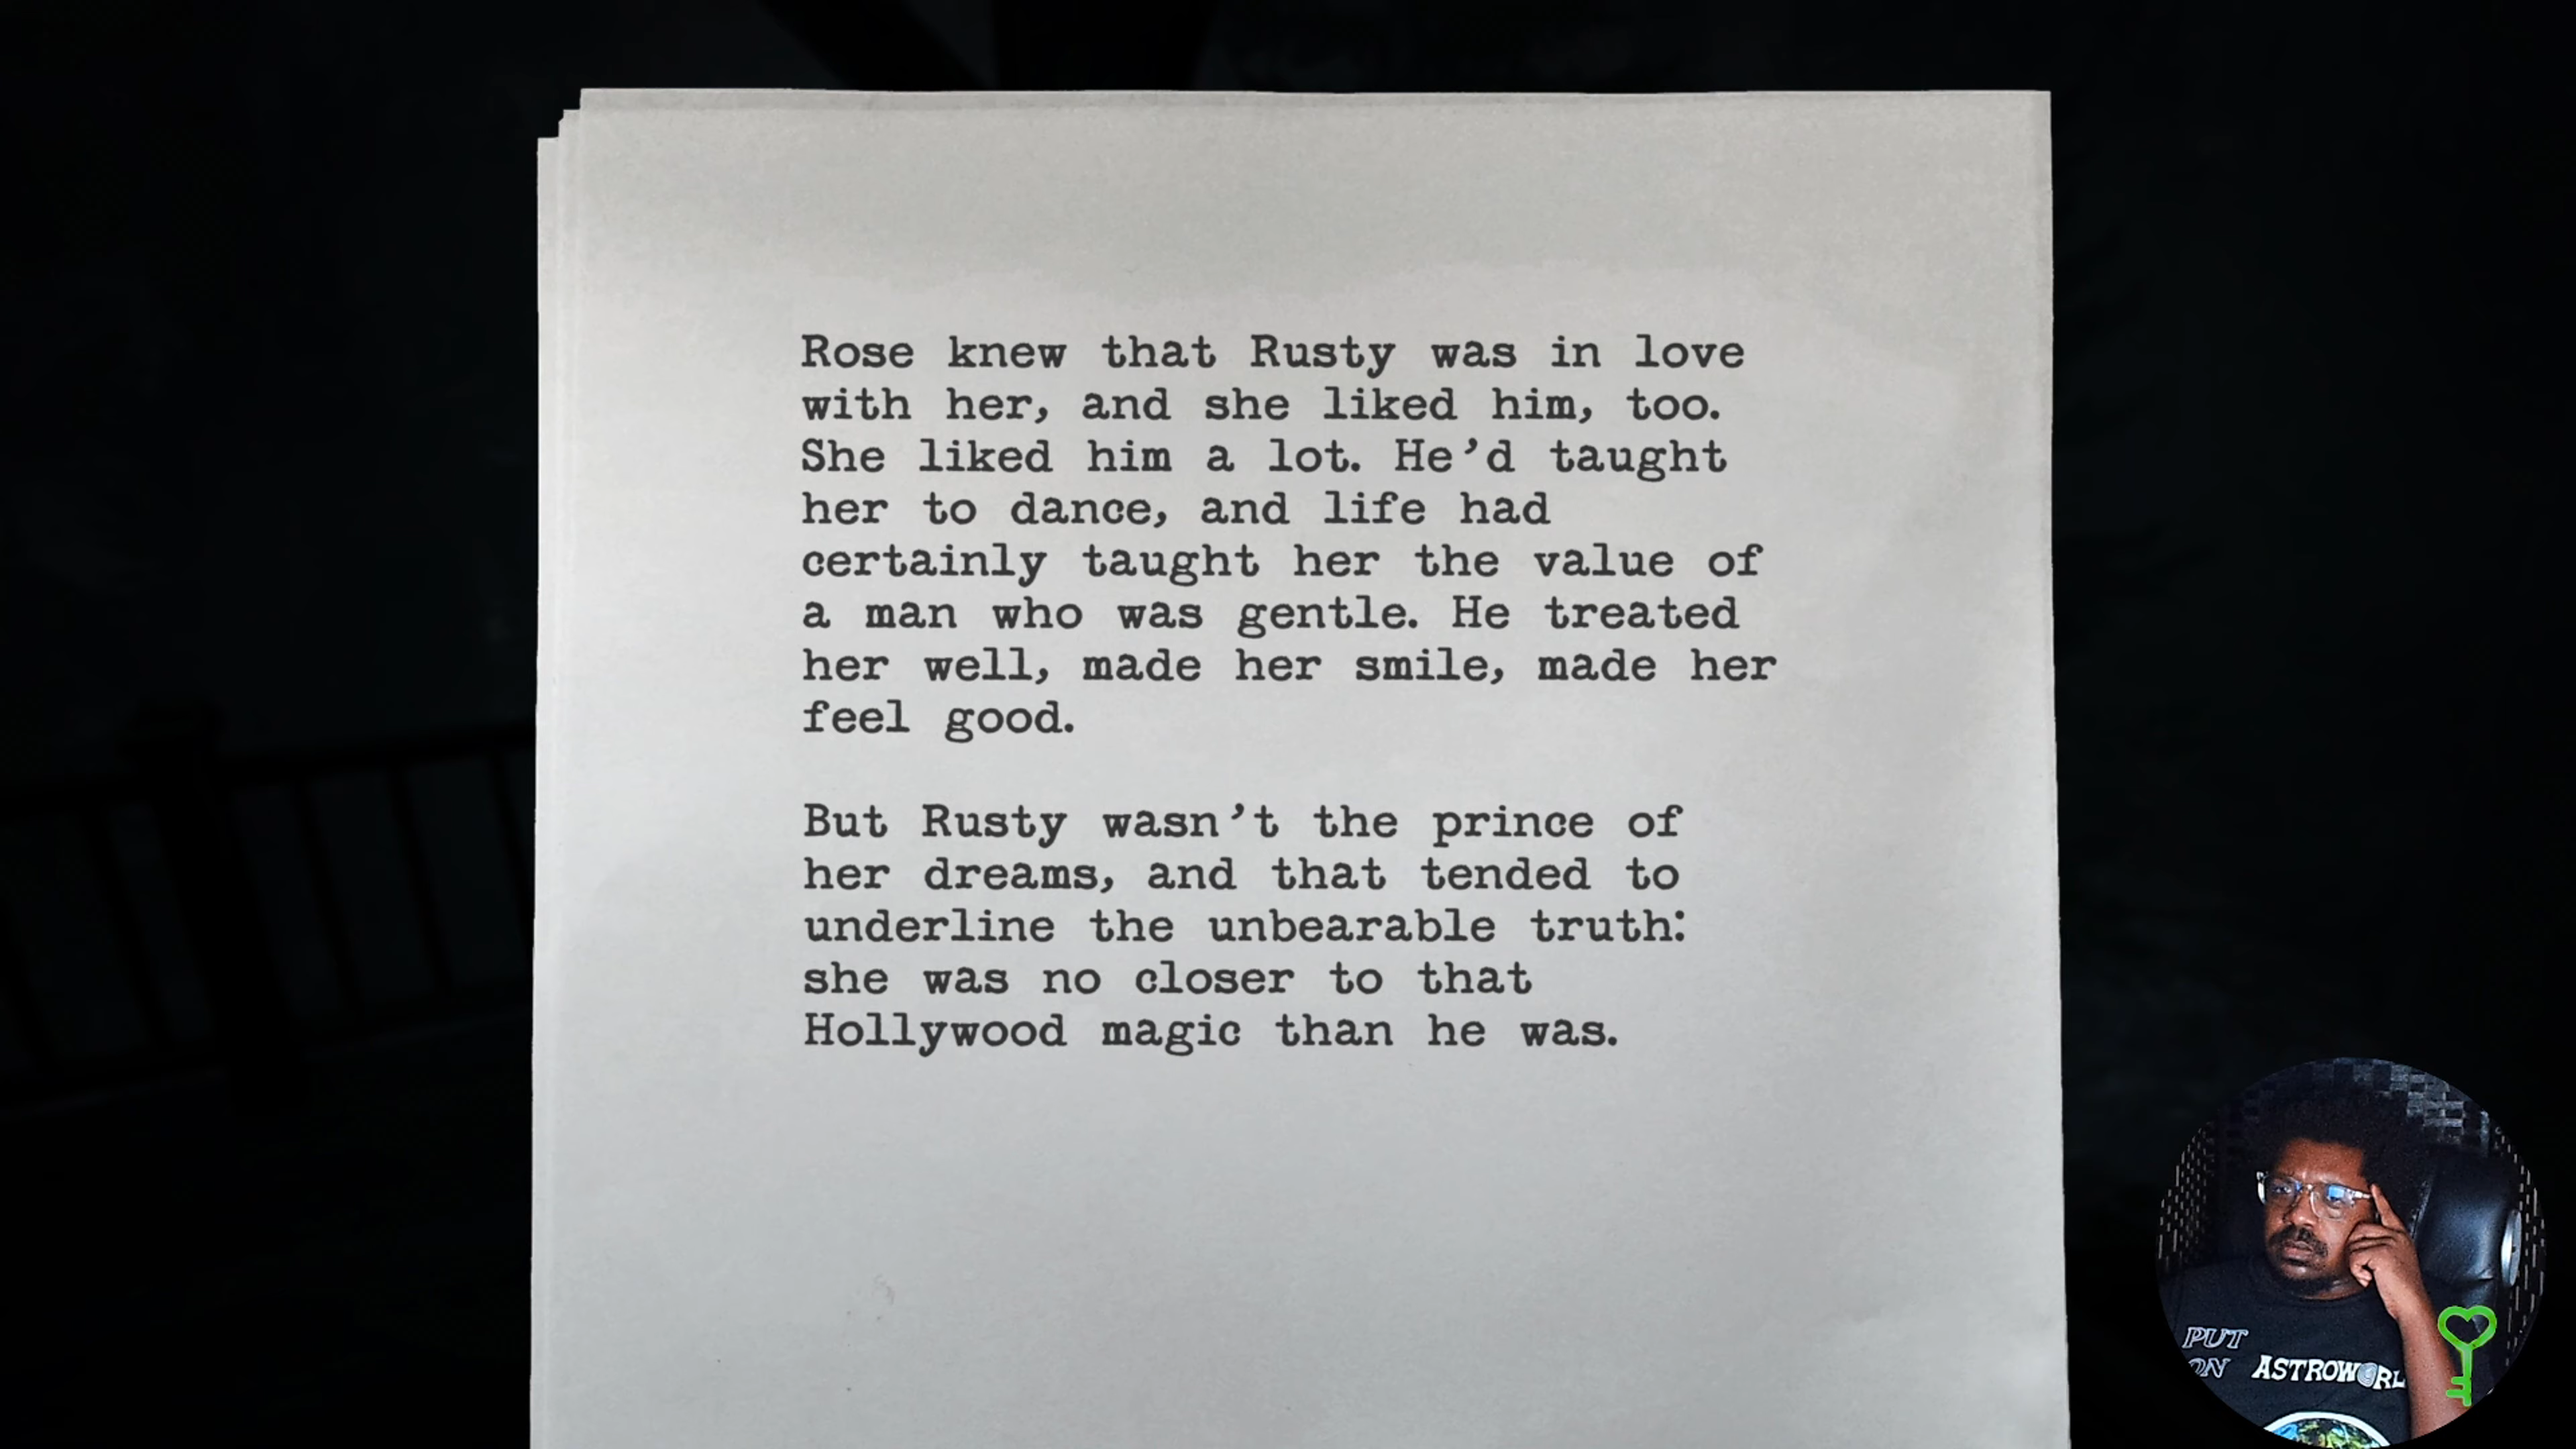 Rose knew that Rusty was in love
with her, and she liked him, too.
She liked him a lot. He’d taught
her to dance, and life had
certainly taught her the value of
a man who was gentle. He treated
her well, made her smile, made her
feel good.
But Rusty wasn’t the prince of
her dreams, and that tended to
underline the unbearable truth:
she was no closer to that
Hollywood magic than he was.
PUT
ON
ASTROWORL